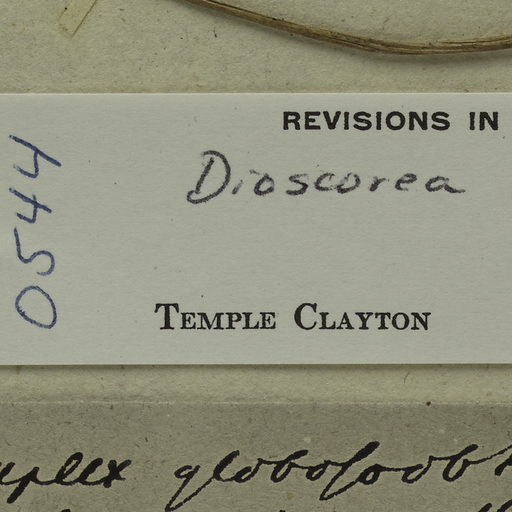 REVISIONS IN
Dioscorea
0544
TEMPLE CLAYTON